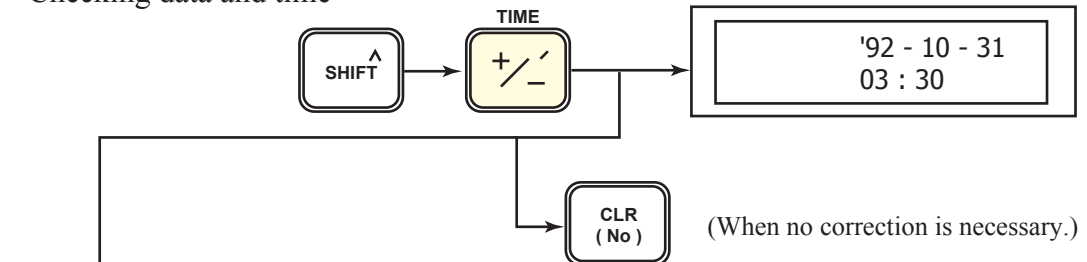 Checking data and time
TIME
SHIFT
^
+/-
'92 - 10 - 31
03 : 30
CLR
( No )
(When no correction is necessary.)